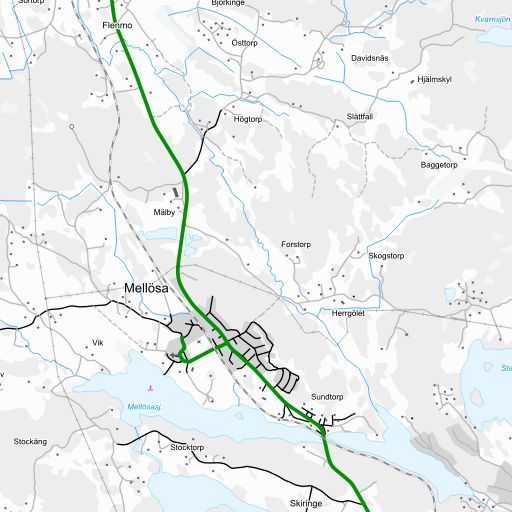 Björkinge
Kvarnsjön
Flenmo
Östtorp
Davidsnäs
Hjälmskyl
Högtorp
Slättfall
Baggetorp
Mälby
Forstorp
Skogstorp
Mellösa
Herrgölet
Vik
Sundtorp
Mellösasj.
Stockäng
Stocktorp
Skiringe